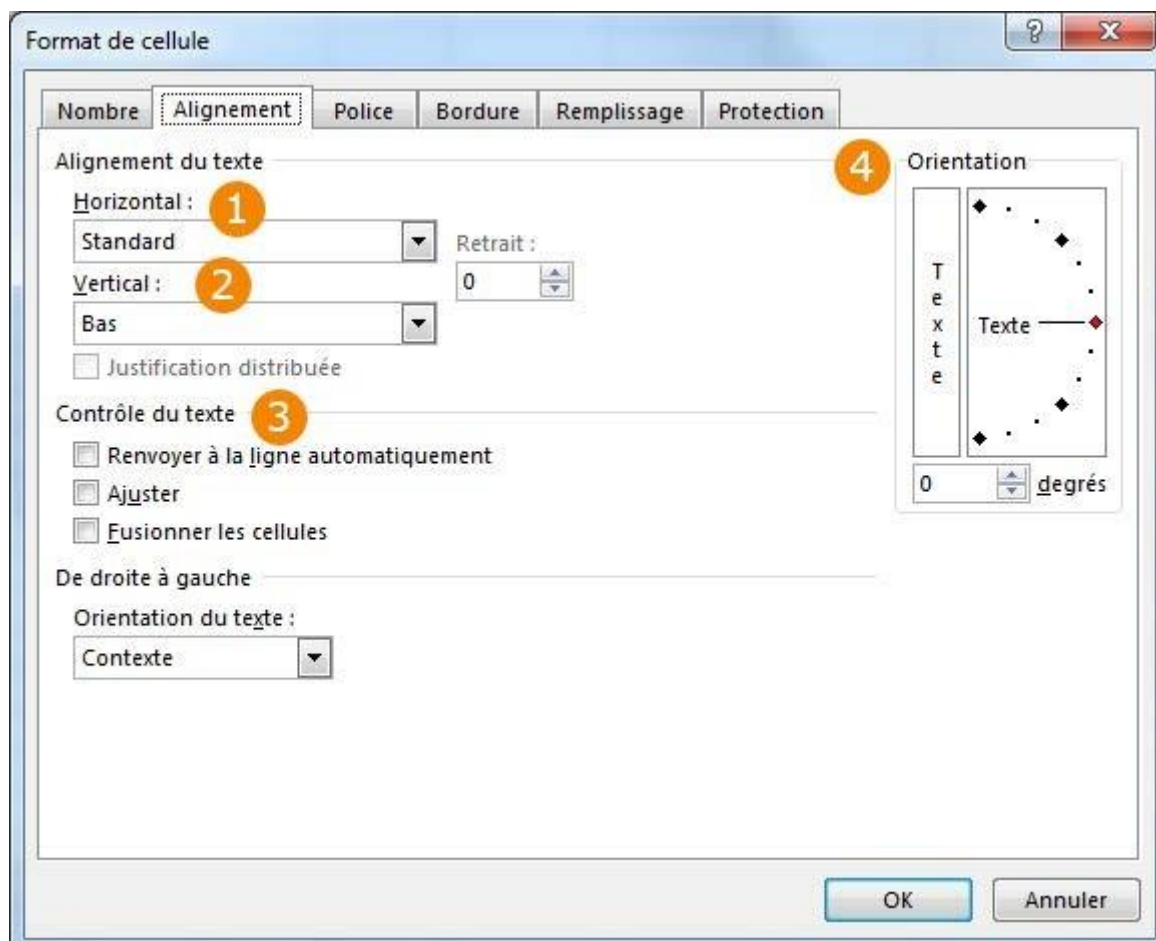 Format de cellule
?
Nombre Alignement Police Bordure Remplissage Protection
Alignement du texte
Horizontal :
1
Standard
Retrait :
0
Vertical :
2
Bas
Justification distribuée
Contrôle du texte
3
Renvoyer à la ligne automatiquement
Ajuster
Fusionner les cellules
De droite à gauche
Orientation du texte :
Contexte
4
Orientation
Texte
Texte
0 degrés
OK Annuler